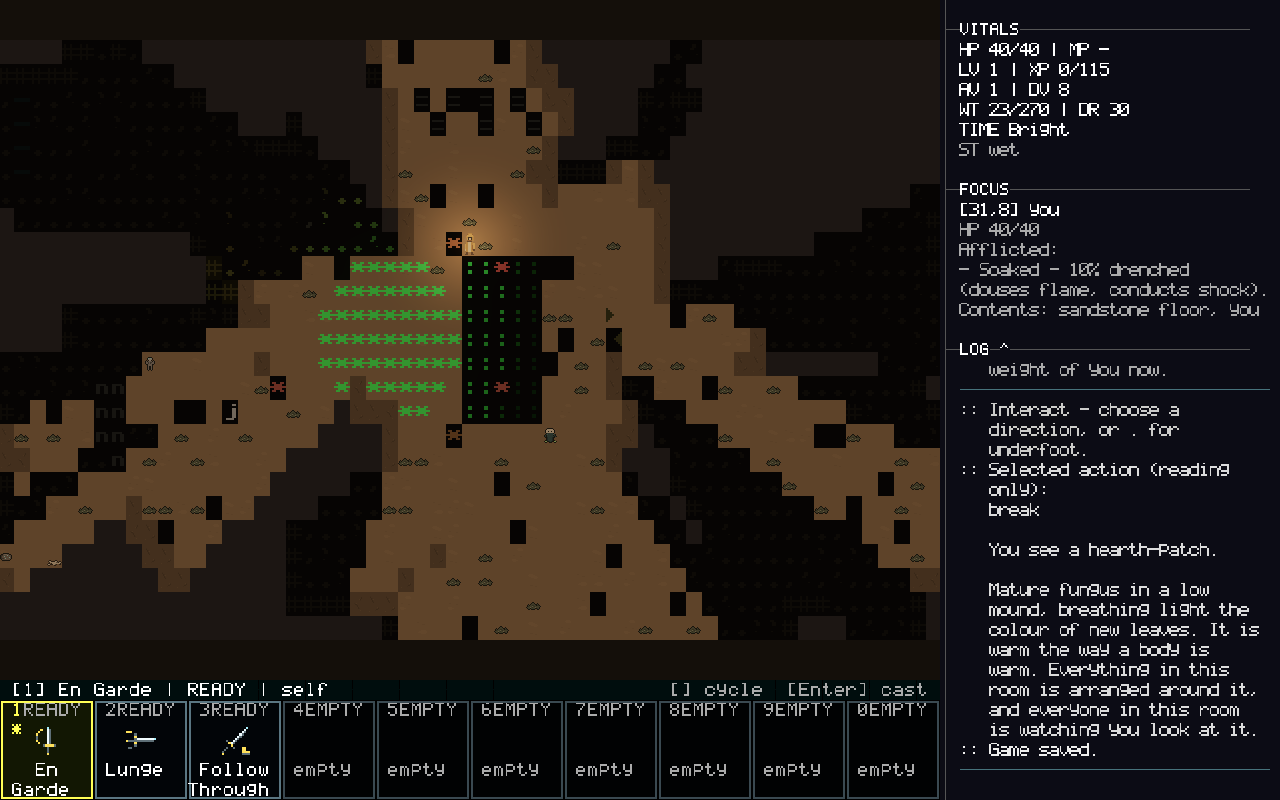 VITALS
HP 40/40 | MP -
LV 1 | XP 0/115
AV 1 | DV 8
WT 23/270 | DR 30
TIME Bright
ST wet
FOCUS
[31,8] You
HP 40/40
Afflicted:
- Soaked - 10% drenched
(douses flame, conducts shock).
Contents: sandstone floor, You
LOG ^
weight of you now.
:: Interact - choose a
direction, or . for
underfoot.
:: Selected action (reading
only):
break
You see a hearth-patch.
Mature fungus in a low
mound, breathing light the
colour of new leaves. It is
warm the way a body is
warm. Everything in this
room is arranged around it,
and everyone in this room
is watching you look at it.
:: Game saved.
j
nn
nn
nn
n
[1] En Garde | READY | self
[] cycle [Enter] cast
1READY 2READY 3READY 4EMPTY 5EMPTY 6EMPTY 7EMPTY 8EMPTY 9EMPTY 0EMPTY
*
En Garde
Lunge
Follow Through
empty empty empty empty empty empty empty